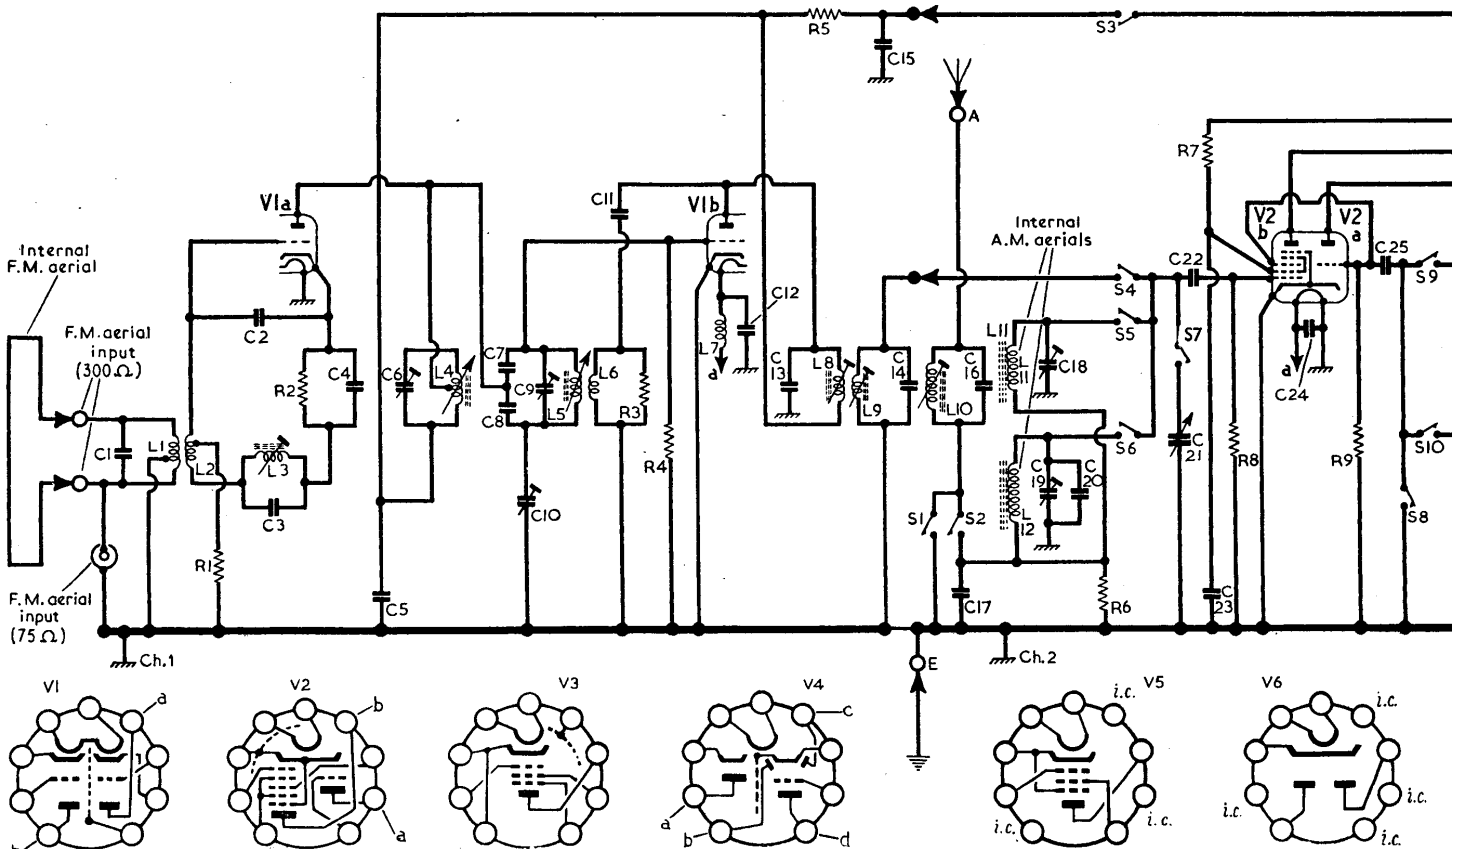 R5
S3
C15
A
R7
V1a
C11
V1b
Internal
A.M. aerials
V2
b
V2
a
C25
S9
Internal
F.M. aerial
C22
S4
F.M. aerial
input
(300Ω)
C2
C12
L7
a
L11
S5
S7
C18
a
C24
R2
C4
C6
L4
C7
C9
C8
L5
L6
R3
C
13
L8
L9
C
14
C
16
L10
L
11
S6
C1
L1
L2
L3
C3
R4
C10
C
19
C
20
L
12
C
21
R8
R9
S10
S8
R1
S1
S2
F.M. aerial
input
(75Ω)
C5
C17
R6
C
23
Ch.1
E
Ch.2
V1
a
V2
b
a
V3
V4
c
a
b
d
V5
i.c.
i.c.
i.c.
V6
i.c.
i.c.
i.c.
i.c.